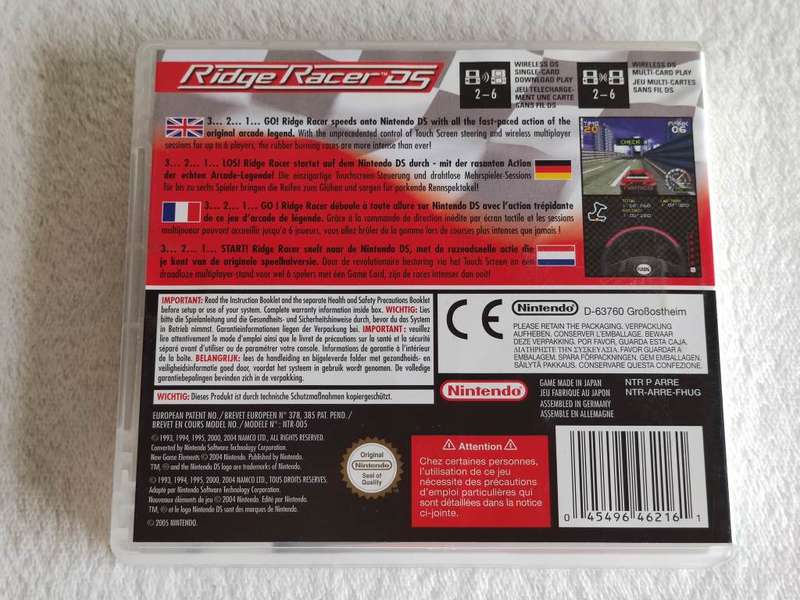 Ridge Racer™ DS
WIRELESS DS
SINGLE-CARD
DOWNLOAD PLAY
JEU TELECHARGE-
MENT UNE CARTE
SANS FIL DS
2-6
WIRELESS DS
MULTI-CARD PLAY
JEU MULTI-CARTES
SANS FIL DS
2-6
3... 2... 1... GO! Ridge Racer speeds onto Nintendo DS with all the fast-paced action of the
original arcade legend. With the unprecedented control of Touch Screen steering and wireless multiplayer
sessions for up to 6 players, the rubber burning races are more intense than ever!
3... 2... 1... LOS! Ridge Racer startet auf dem Nintendo DS durch - mit der rasanten Action
der echten Arcade-Legende! Die einzigartige Touchscreen-Steuerung und drahtlose Mehrspieler-Sessions
für bis zu sechs Spieler bringen die Reifen zum Glühen und sorgen für packende Rennspektakel!
3... 2... 1... GO ! Ridge Racer déboule à toute allure sur Nintendo DS avec l'action trépidante
de ce jeu d'arcade de légende. Grâce à la commande de direction inédite par écran tactile et les sessions
multijoueur pouvant accueillir jusqu'à 6 joueurs, vous allez brûler de la gomme lors de courses plus intenses que jamais !
3... 2... 1... START! Ridge Racer snelt naar de Nintendo DS, met de razendsnelle actie die
je kent van de originele speelhalversie. Door de revolutionaire besturing via het Touch Screen en een
draadloze multiplayer-stand voor wel 6 spelers met één Game Card, zijn de races intenser dan ooit!
IMPORTANT: Read the Instruction Booklet and the separate Health and Safety Precautions Booklet
before setup or use of your system. Complete warranty information inside box. WICHTIG: Lies
bitte die Spielanleitung und die Gesundheits- und Sicherheitshinweise durch, bevor du das System
in Betrieb nimmst. Garantieinformationen liegen der Verpackung bei. IMPORTANT : veuillez
lire attentivement le mode d'emploi ainsi que le livret de précautions sur la santé et la sécurité
séparé avant d'utiliser ou de paramétrer votre console. Informations de garantie à l'intérieur
de la boîte. BELANGRIJK: lees de handleiding en bijgeleverde folder met gezondheids- en
veiligheidsinformatie goed door, voordat het systeem in gebruik wordt genomen. De volledige
garantiebepalingen bevinden zich in de verpakking.
WICHTIG: Dieses Produkt ist durch technische Schutzmaßnahmen kopiergeschützt.
CE
Nintendo
D-63760 Großostheim
PLEASE RETAIN THE PACKAGING. VERPACKUNG
AUFHEBEN. CONSERVER L'EMBALLAGE. BEWAAR
DEZE VERPAKKING. POR FAVOR, GUARDA ESTA CAJA.
ΔΙΑΤΗΡΗΣΤΕ ΤΗΝ ΣΥΣΚΕΥΑΣΙΑ. FAVOR GUARDAR A
EMBALAGEM. SPARA FÖRPACKNINGEN. GEM EMBALLAGEN.
SÄILYTÄ PAKKAUS. CONSERVARE QUESTA CONFEZIONE.
Nintendo
GAME MADE IN JAPAN
JEU FABRIQUE AU JAPON
ASSEMBLED IN GERMANY
ASSEMBLE EN ALLEMAGNE
NTR P ARRE
NTR-ARRE-FHUG
EUROPEAN PATENT NO./ BREVET EUROPEEN N° 378, 385 PAT. PEND./
BREVET EN COURS MODEL NO./ MODELE N°: NTR-005
© 1993, 1994, 1995, 2000, 2004 NAMCO LTD., ALL RIGHTS RESERVED.
Converted by Nintendo Software Technology Corporation.
New Game Elements © 2004 Nintendo. Published by Nintendo.
TM, ® and the Nintendo DS logo are trademarks of Nintendo.
© 1993, 1994, 1995, 2000, 2004 NAMCO LTD., TOUS DROITS RESERVES.
Adapté par Nintendo Software Technology Corporation.
Nouveaux éléments de jeu © 2004 Nintendo. Edité par Nintendo.
TM, ® et le logo Nintendo DS sont des marques de Nintendo.
© 2005 NINTENDO.
Original
Nintendo
Seal of
Quality
Attention
Chez certaines personnes,
l'utilisation de ce jeu
nécessite des précautions
d'emploi particulières qui
sont détaillées dans la notice
ci-jointe.
0 45496 46216 1